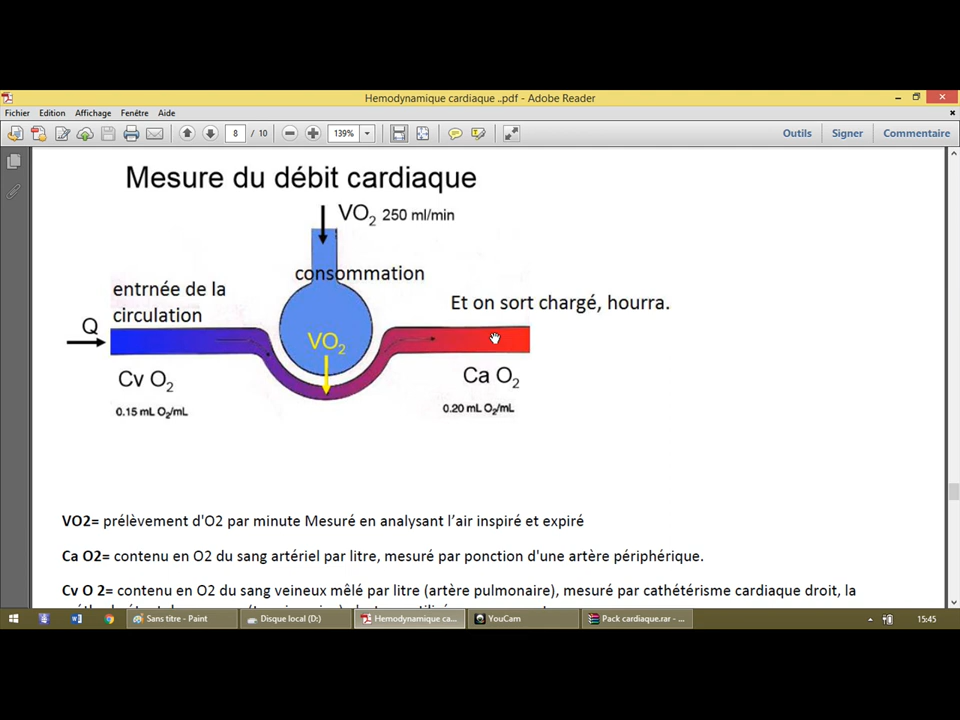 Hemodynamique cardiaque ..pdf - Adobe Reader
Fichier Edition Affichage Fenêtre Aide
8 / 10 139% Outils Signer Commentaire
Mesure du débit cardiaque
VO2 250 ml/min
consommation
entrnée de la
circulation
Et on sort chargé, hourra.
Q
VO2
Cv O2
Ca O2
0.15 mL O2/mL
0.20 mL O2/mL
VO2= prélèvement d'O2 par minute Mesuré en analysant l’air inspiré et expiré
Ca O2= contenu en O2 du sang artériel par litre, mesuré par ponction d'une artère périphérique.
Cv O 2= contenu en O2 du sang veineux mêlé par litre (artère pulmonaire), mesuré par cathétérisme cardiaque droit, la
Sans titre - Paint Disque local (D:) Hemodynamique ca... YouCam Pack cardiaque.rar - ... 15:45